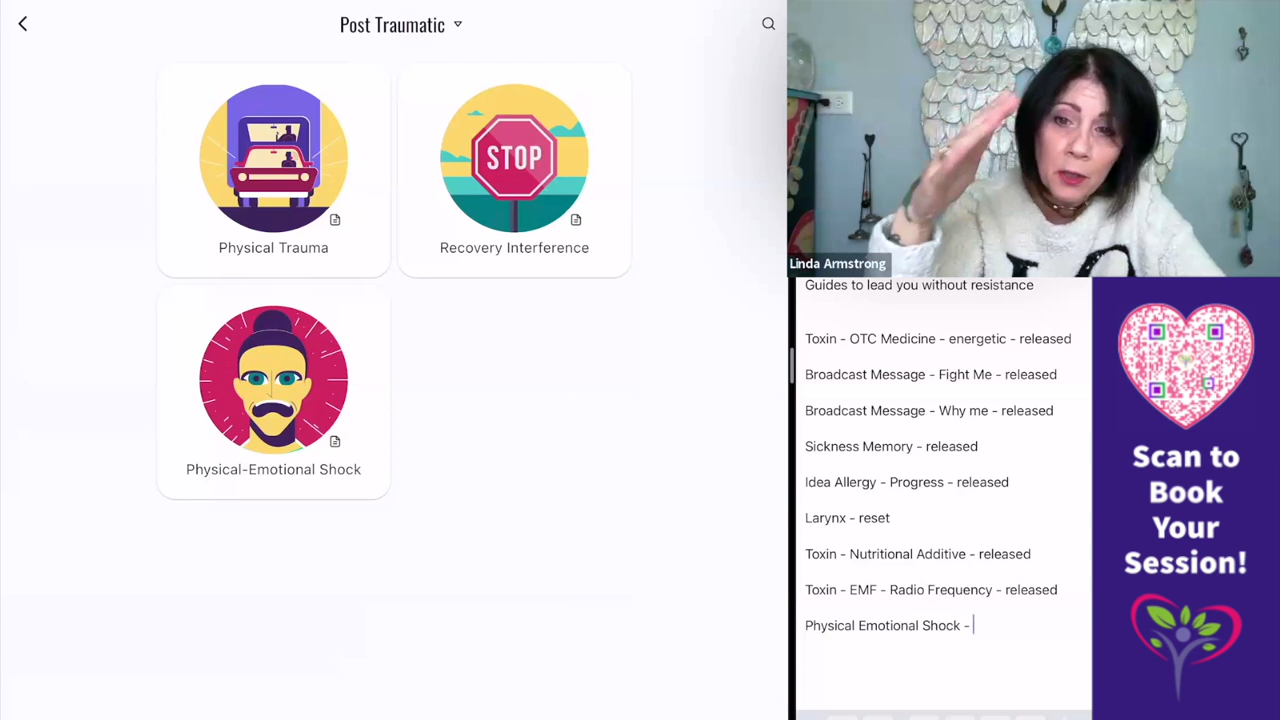 Post Traumatic
STOP
Physical Trauma
Recovery Interference
Physical-Emotional Shock
Linda Armstrong
Guides to lead you without resistance
Toxin - OTC Medicine - energetic - released
Broadcast Message - Fight Me - released
Broadcast Message - Why me - released
Sickness Memory - released
Idea Allergy - Progress - released
Larynx - reset
Toxin - Nutritional Additive - released
Toxin - EMF - Radio Frequency - released
Physical Emotional Shock -
Scan to
Book
Your
Session!